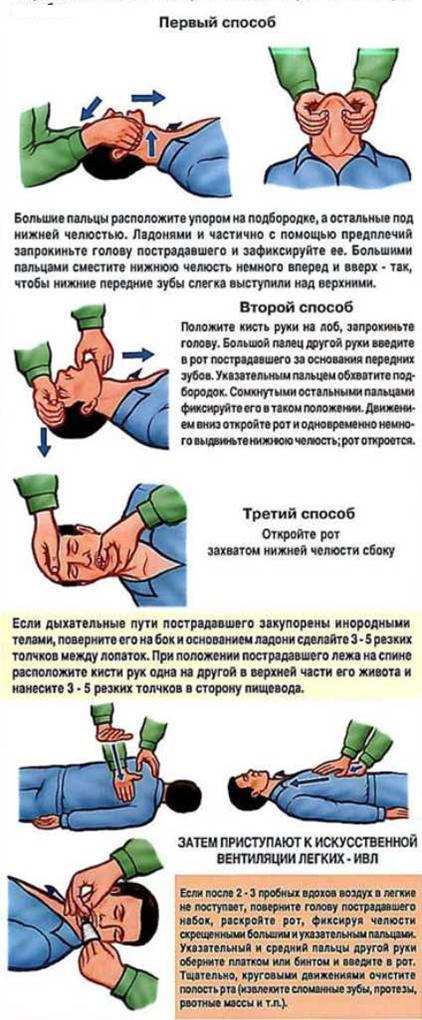 Первый способ
Большие пальцы расположите упором на подбородке, а остальные под
нижней челюстью. Ладонями и частично с помощью предплечий
запрокиньте голову пострадавшего и зафиксируйте ее. Большими
пальцами сместите нижнюю челюсть немного вперед и вверх - так,
чтобы нижние передние зубы слегка выступили над верхними.
Второй способ
Положите кисть руки на лоб, запрокиньте
голову. Большой палец другой руки введите
в рот пострадавшего за основания передних
зубов. Указательным пальцем обхватите под-
бородок. Сомкнутыми остальными пальцами
фиксируйте его в таком положении. Движени-
ем вниз откройте рот и одновременно немно-
го выдвиньте нижнюю челюсть; рот откроется.
Третий способ
Откройте рот
захватом нижней челюсти сбоку
Если дыхательные пути пострадавшего закупорены инородными
телами, поверните его на бок и основанием ладони сделайте 3 - 5 резких
толчков между лопаток. При положении пострадавшего лежа на спине
расположите кисти рук одна на другой в верхней части его живота и
нанесите 3 - 5 резких толчков в сторону пищевода.
ЗАТЕМ ПРИСТУПАЮТ К ИСКУССТВЕННОЙ
ВЕНТИЛЯЦИИ ЛЕГКИХ - ИВЛ
Если после 2 - 3 пробных вдохов воздух в легкие
не поступает, поверните голову пострадавшего
набок, раскройте рот, фиксируя челюсти
скрещенными большим и указательным пальцами.
Указательный и средний пальцы другой руки
оберните платком или бинтом и введите в рот.
Тщательно, круговыми движениями очистите
полость рта (извлеките сломанные зубы, протезы,
рвотные массы и т.п.).